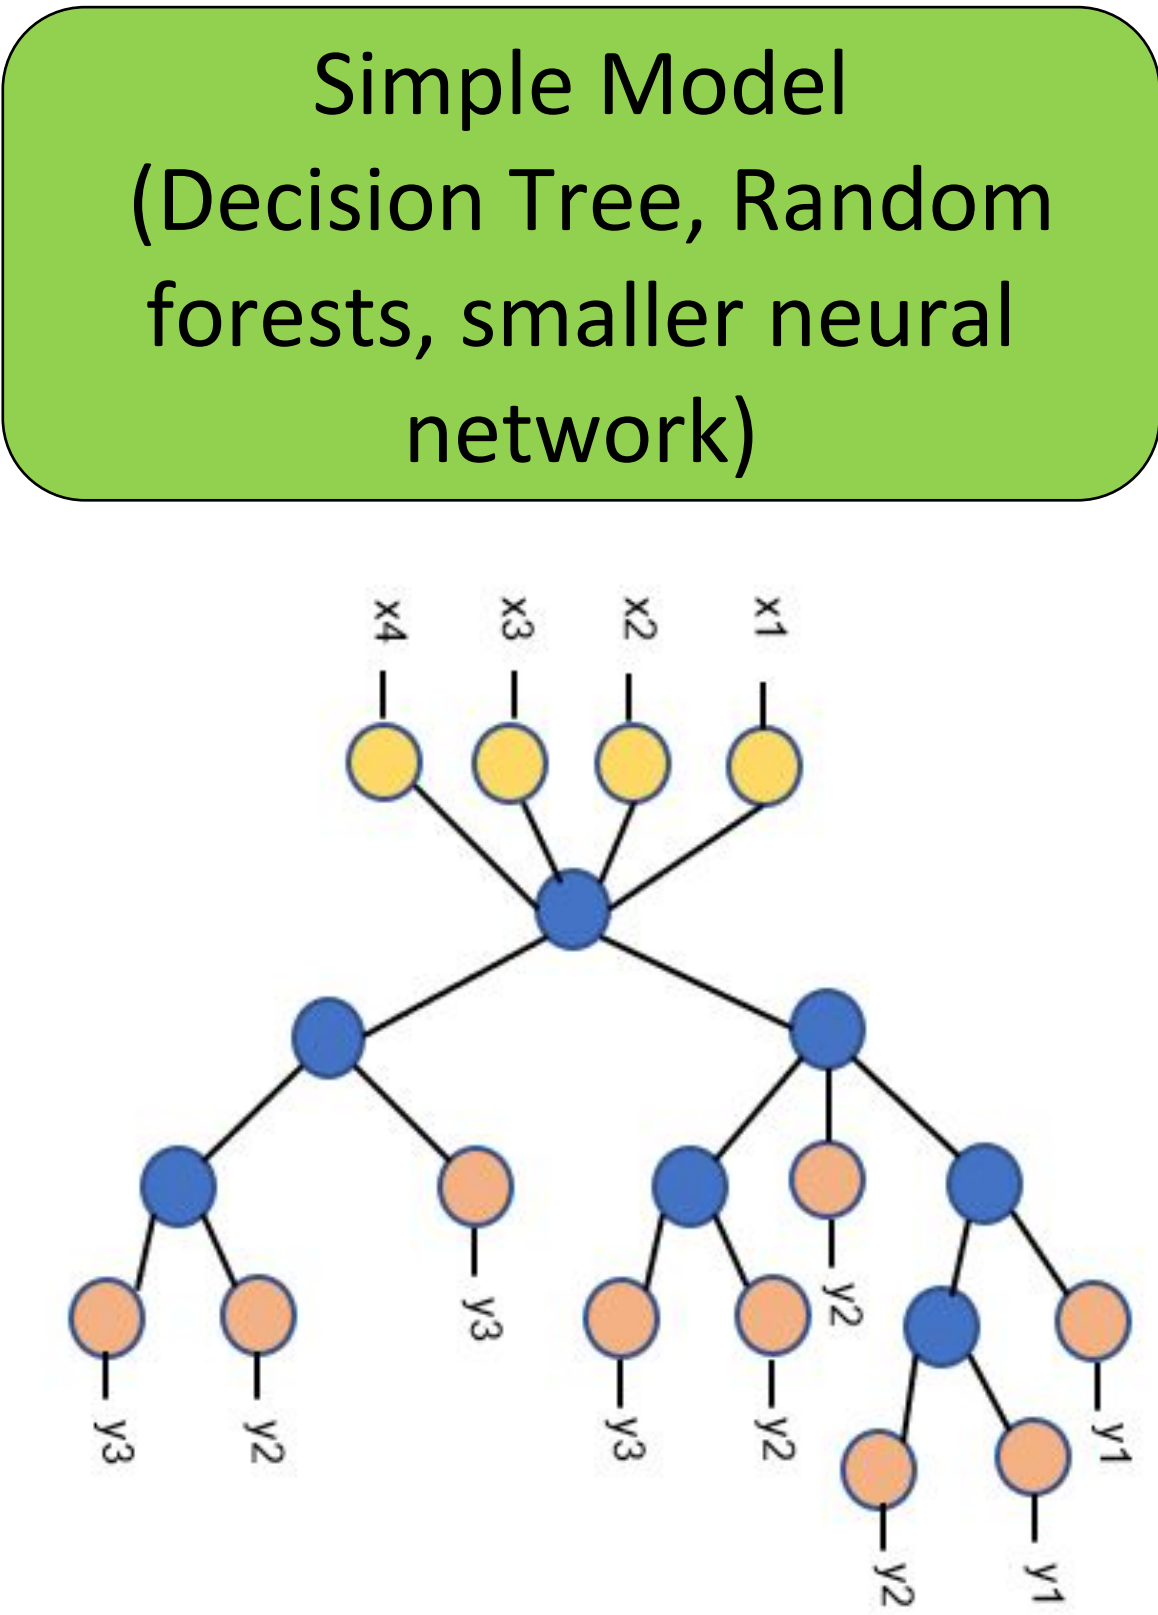 Simple Model
(Decision Tree, Random
forests, smaller neural
network)
x4 x3 x2 x1
y3 y2 y3 y3 y2 y2 y2 y1 y1